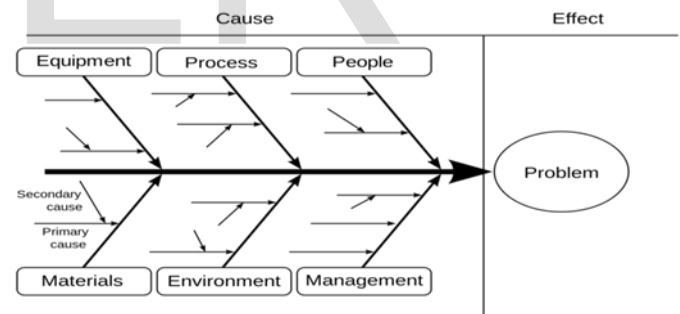 Cause
Effect
Equipment
Process
People
Problem
Secondary
cause
Primary
cause
Materials
Environment
Management